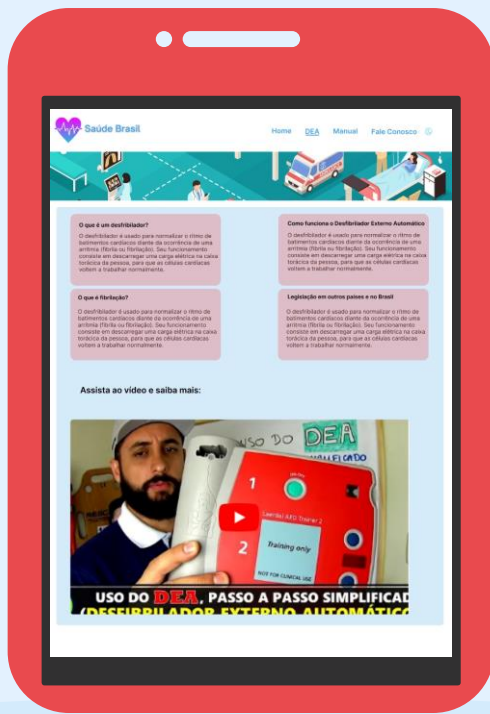 Saúde Brasil
Home DEA Manual Fale Conosco
O que é um desfribilador?
O desfribilador é usado para normalizar o ritmo de
batimentos cardíacos diante da ocorrência de uma
arritmia (fibrila ou fibrilação). Seu funcionamento
consiste em descarregar uma carga elétrica na caixa
torácica da pessoa, para que as células cardíacas
voltem a trabalhar normalmente.
Como funciona o Desfibrilador Externo Automático
O desfribilador é usado para normalizar o ritmo de
batimentos cardíacos diante da ocorrência de uma
arritmia (fibrila ou fibrilação). Seu funcionamento
consiste em descarregar uma carga elétrica na caixa
torácica da pessoa, para que as células cardíacas
voltem a trabalhar normalmente.
O que é fibrilação?
O desfribilador é usado para normalizar o ritmo de
batimentos cardíacos diante da ocorrência de uma
arritmia (fibrila ou fibrilação). Seu funcionamento
consiste em descarregar uma carga elétrica na caixa
torácica da pessoa, para que as células cardíacas
voltem a trabalhar normalmente.
Legislação em outros países e no Brasil
O desfribilador é usado para normalizar o ritmo de
batimentos cardíacos diante da ocorrência de uma
arritmia (fibrila ou fibrilação). Seu funcionamento
consiste em descarregar uma carga elétrica na caixa
torácica da pessoa, para que as células cardíacas
voltem a trabalhar normalmente.
Assista ao vídeo e saiba mais:
USO DO DEA
1
Laerdal AED Trainer 2
2
Training only
NOT FOR CLINICAL USE
USO DO DEA, PASSO A PASSO SIMPLIFICAD
(DESFIBRILADOR EXTERNO AUTOMÁTICO